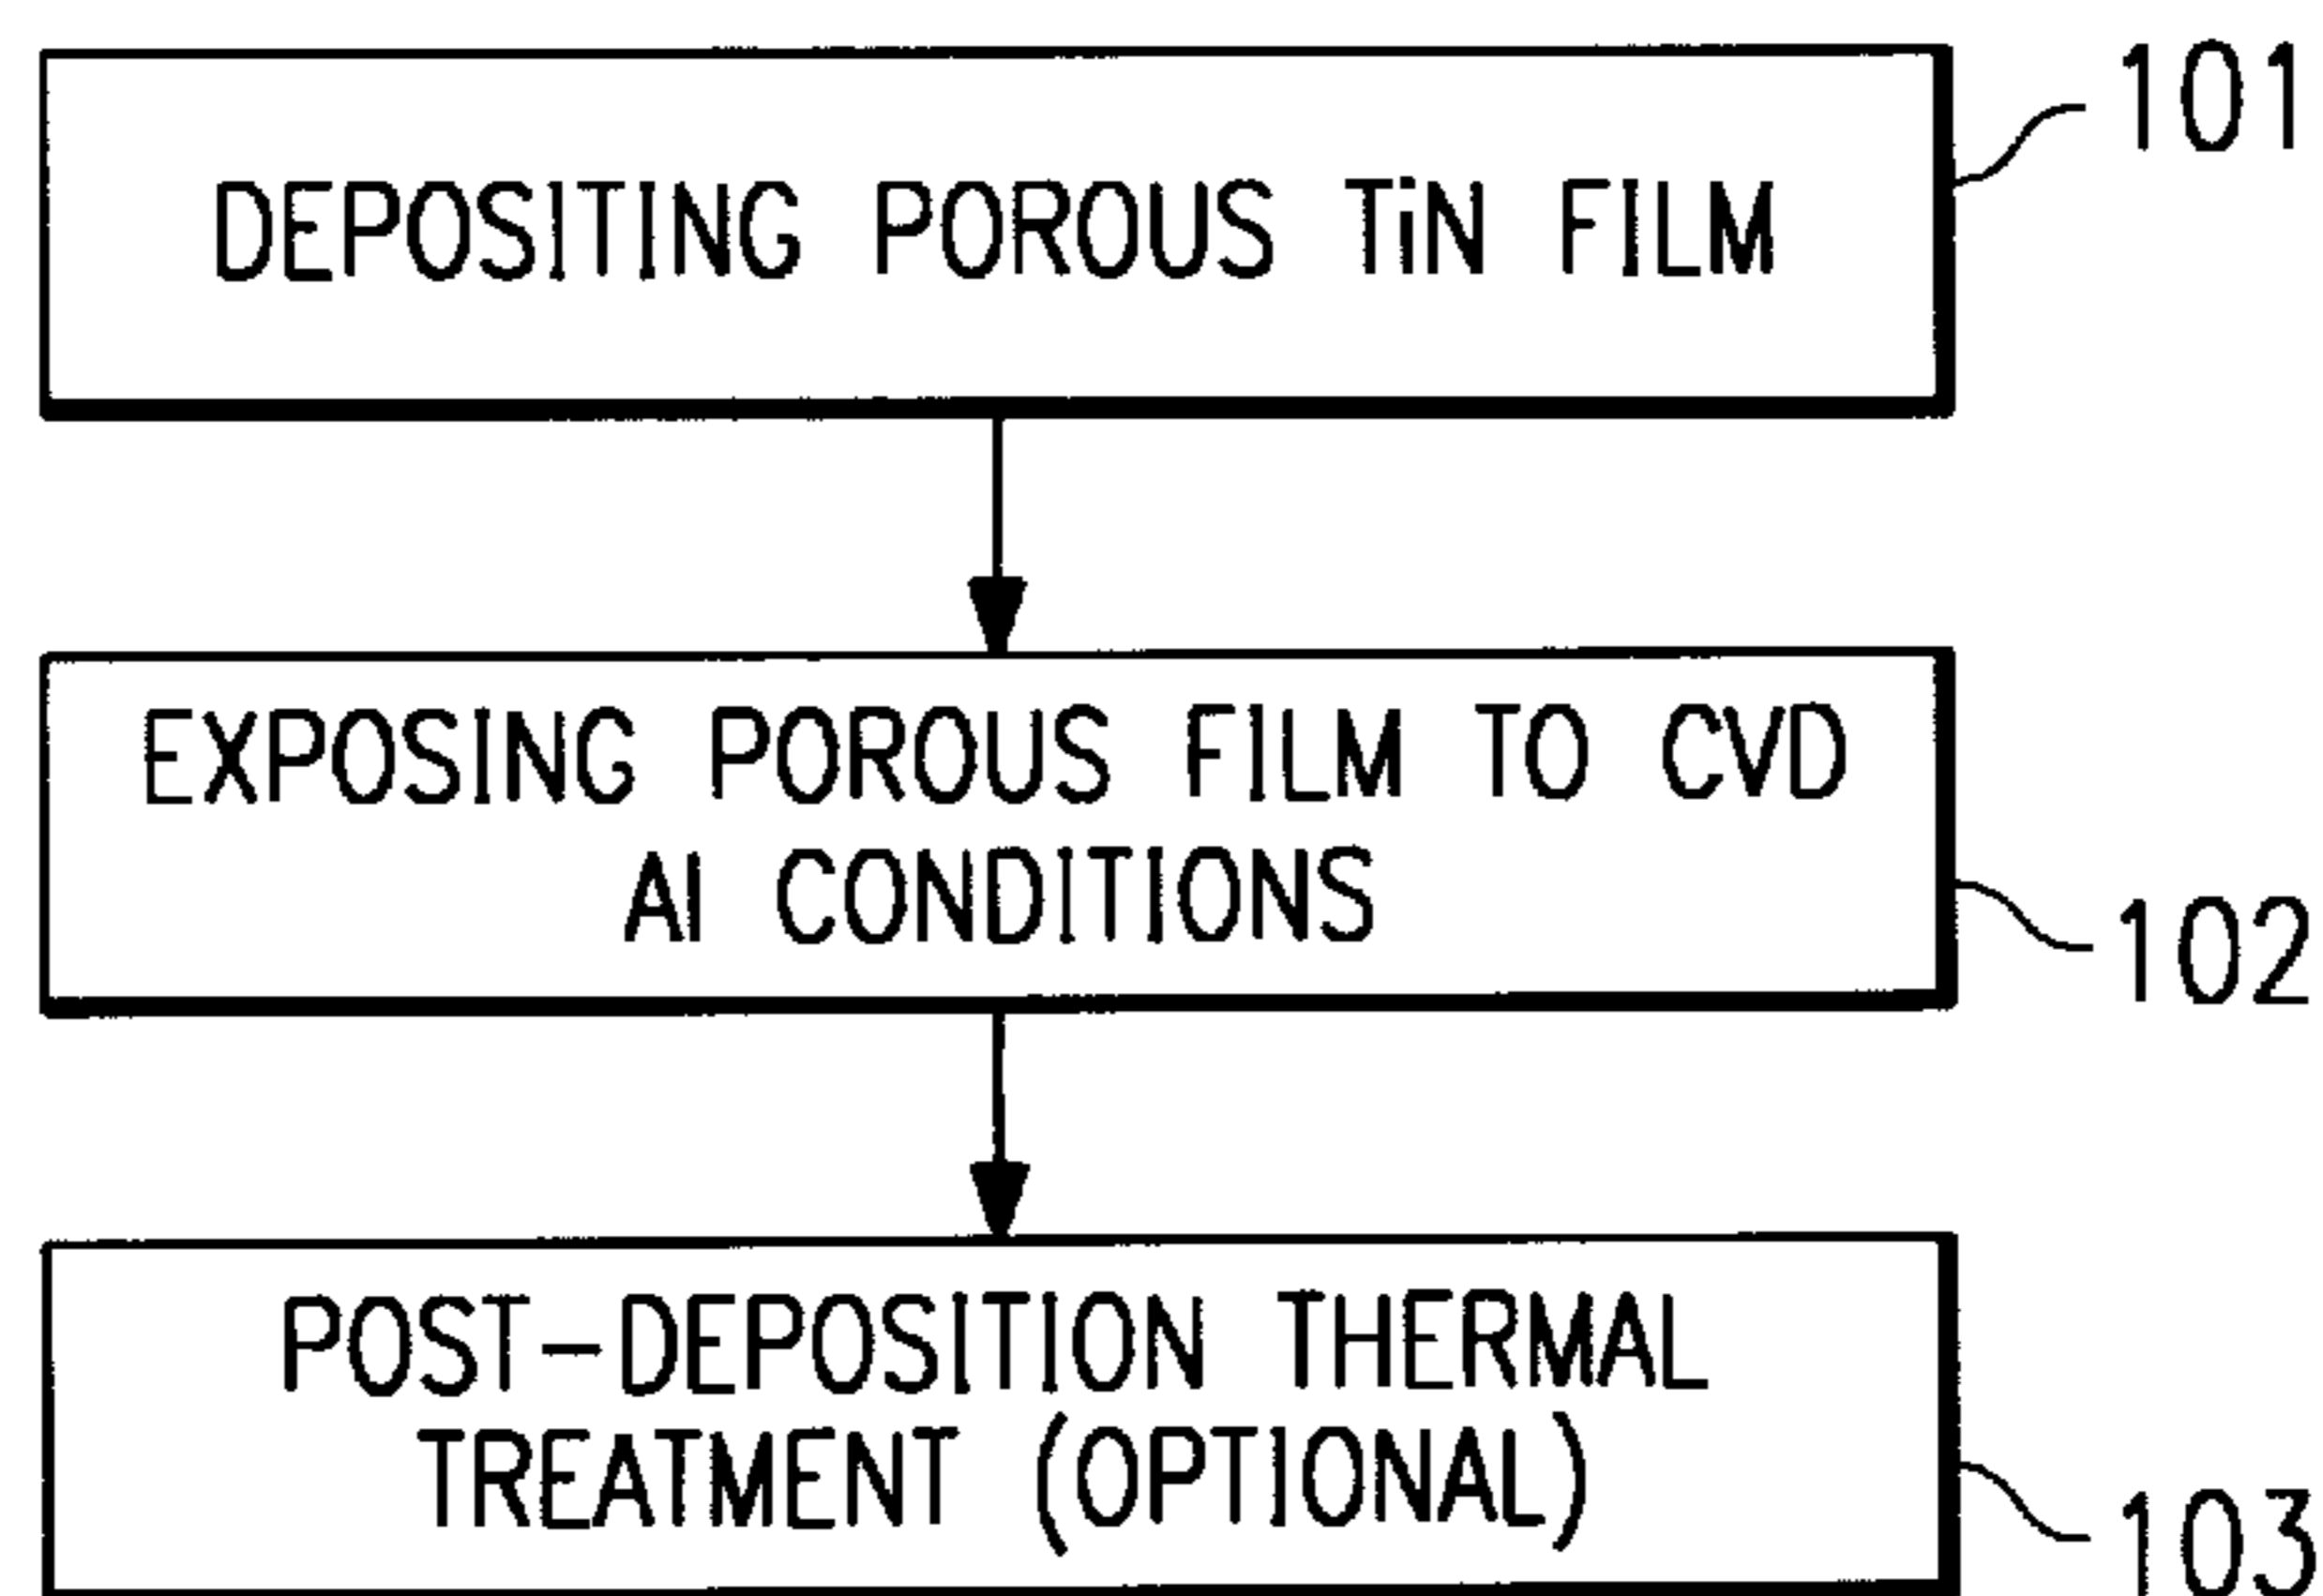 DEPOSITING POROUS TiN FILM
101
EXPOSING POROUS FILM TO CVD
Al CONDITIONS
102
POST-DEPOSITION THERMAL
TREATMENT (OPTIONAL)
103